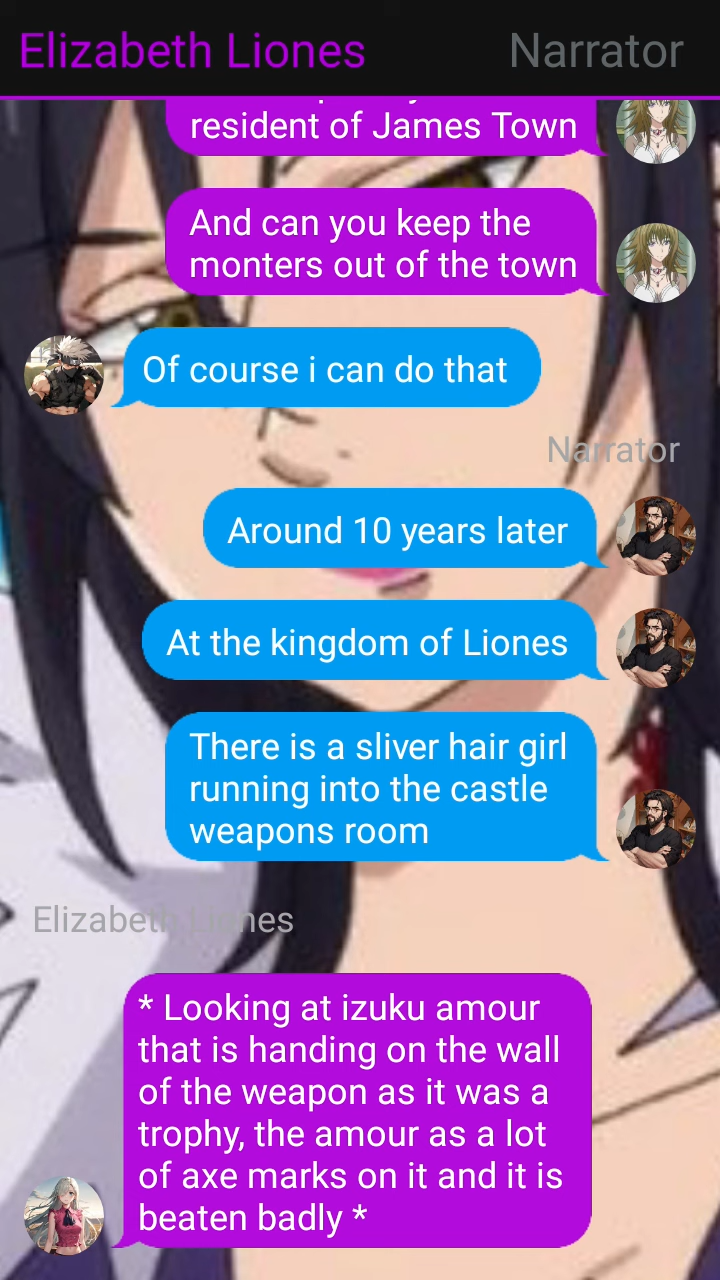 Elizabeth Liones
Narrator
resident of James Town
And can you keep the
monters out of the town
Of course i can do that
Narrator
Around 10 years later
At the kingdom of Liones
There is a sliver hair girl
running into the castle
weapons room
Elizabeth Liones
* Looking at izuku amour
that is handing on the wall
of the weapon as it was a
trophy, the amour as a lot
of axe marks on it and it is
beaten badly *